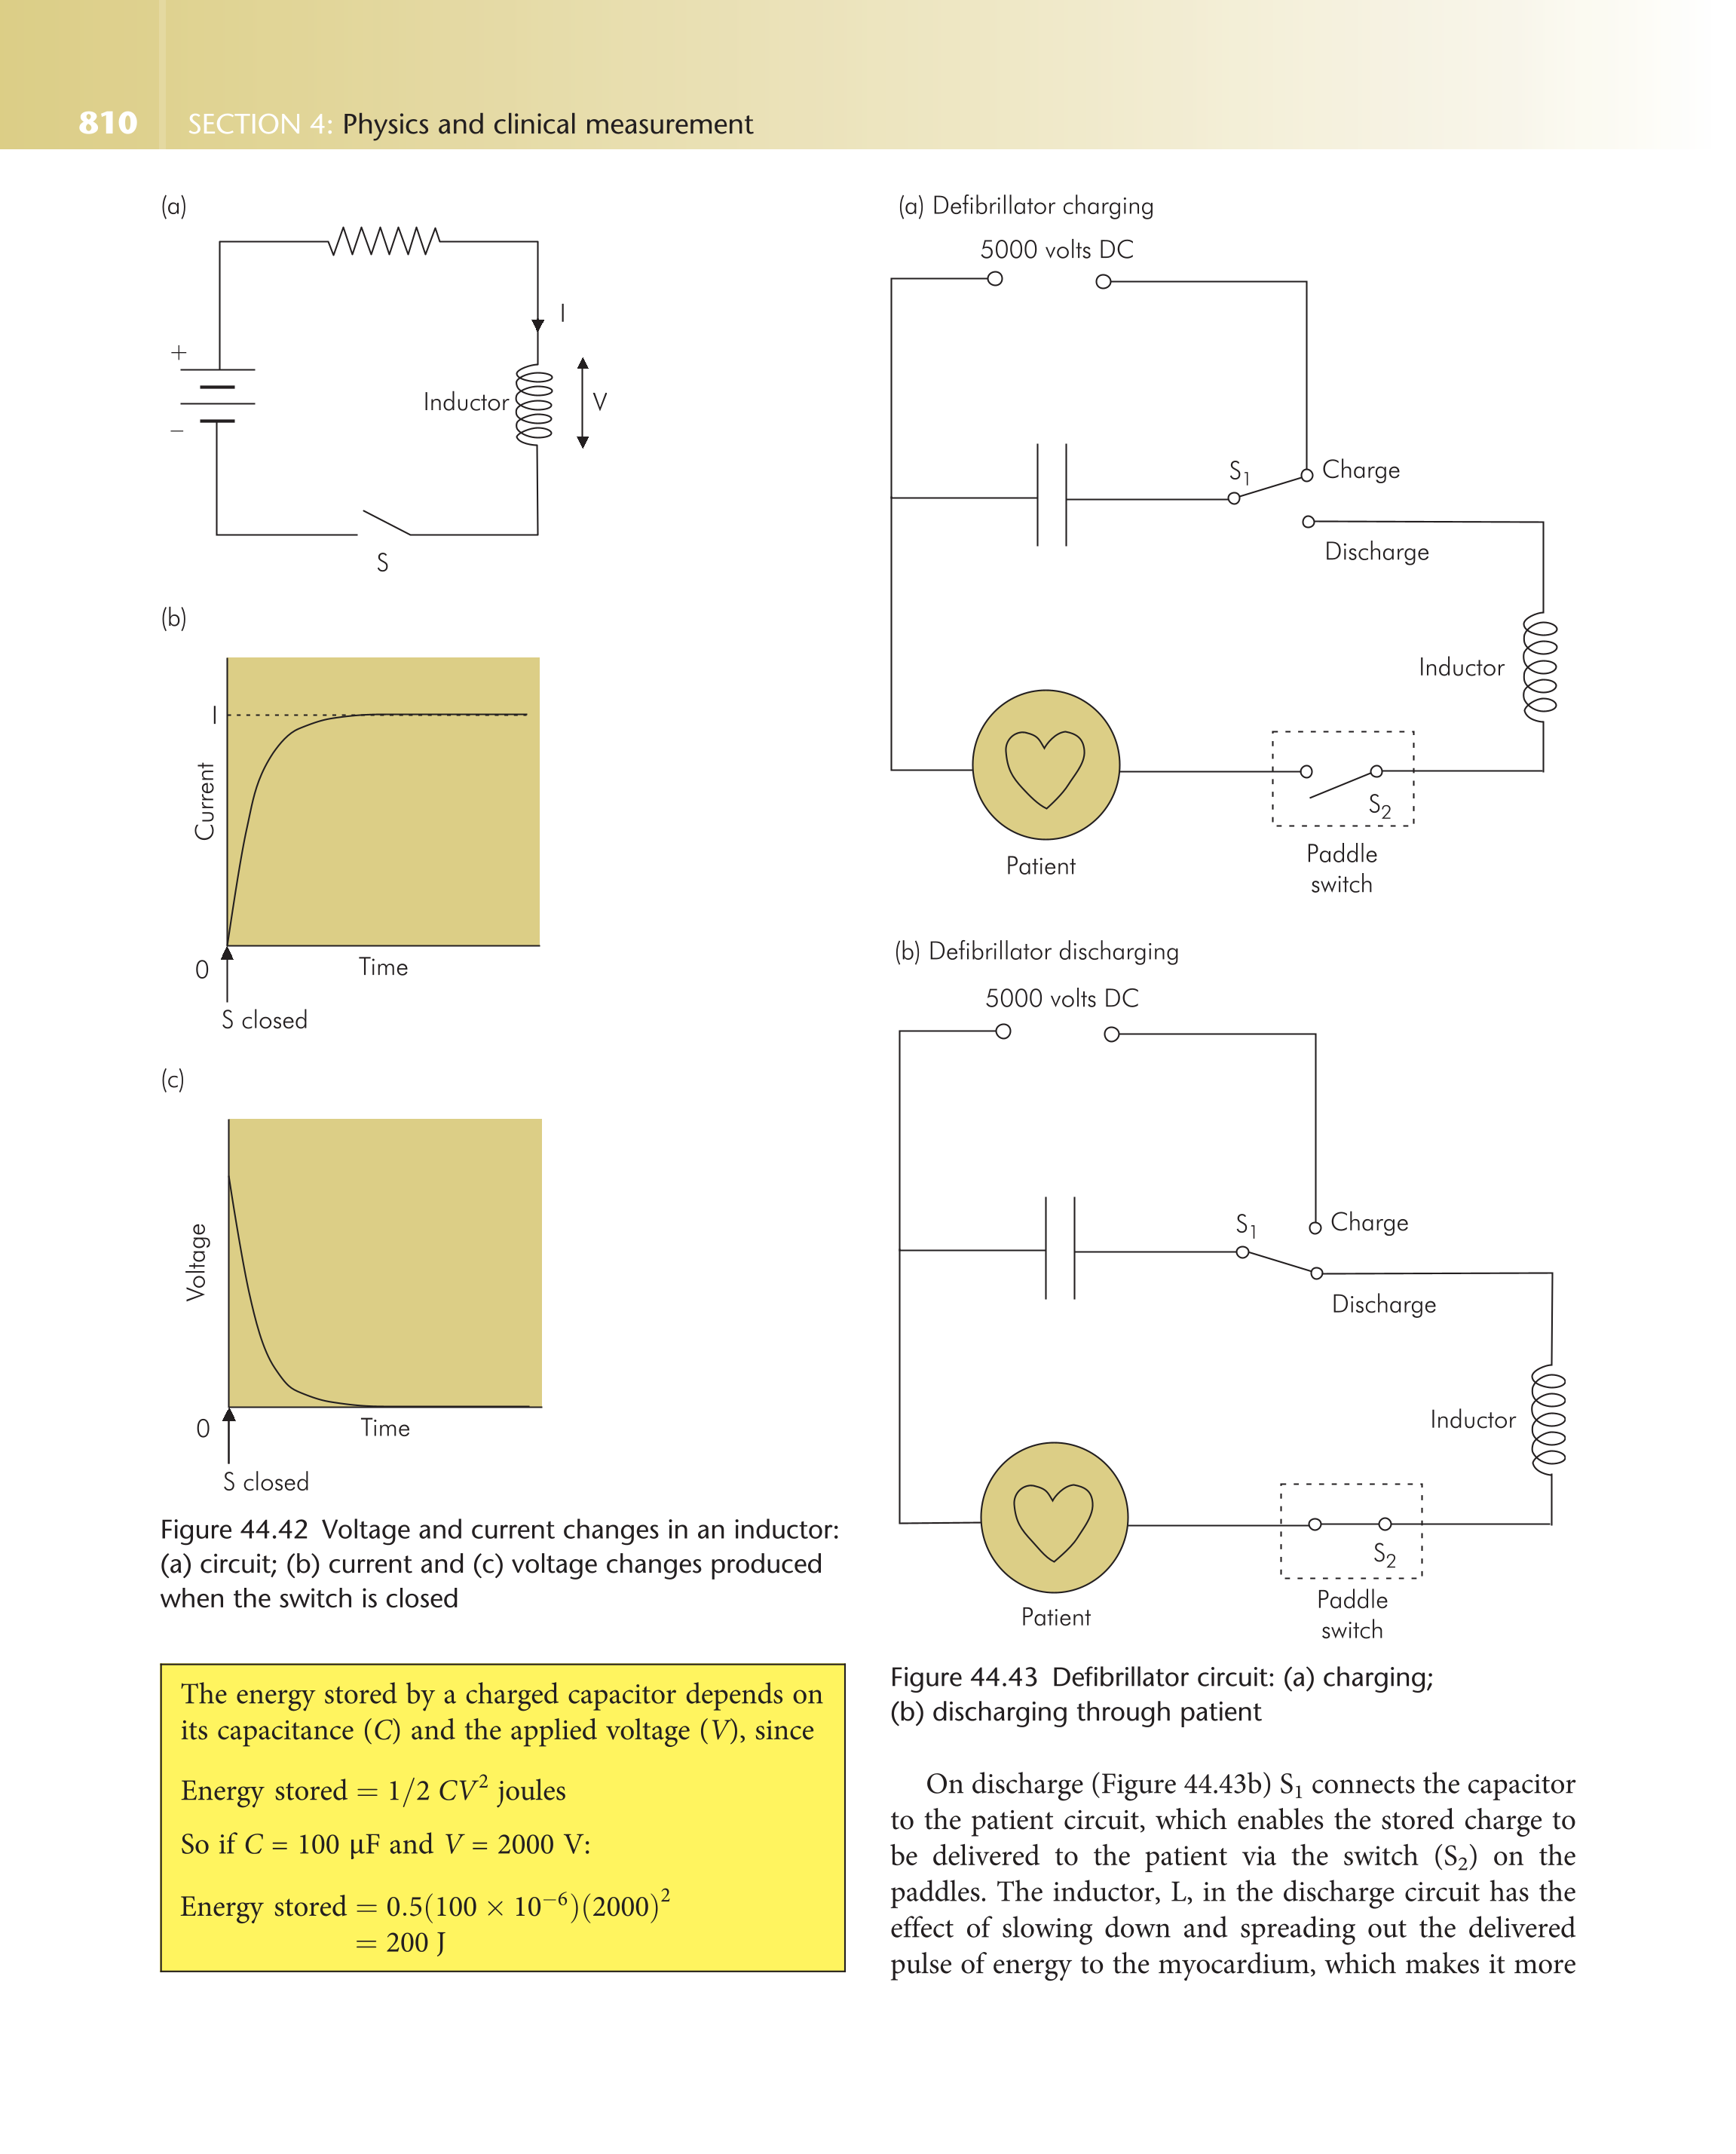 810 SECTION 4: Physics and clinical measurement
(a)
I
+
Inductor
V
–
S
(b)
I
Current
0
Time
S closed
(c)
Voltage
0
Time
S closed
Figure 44.42 Voltage and current changes in an inductor:
(a) circuit; (b) current and (c) voltage changes produced
when the switch is closed
The energy stored by a charged capacitor depends on
its capacitance (C) and the applied voltage (V), since
Energy stored = 1/2 CV² joules
So if C = 100 μF and V = 2000 V:
Energy stored = 0.5(100 × 10⁻⁶)(2000)²
= 200 J
(a) Defibrillator charging
5000 volts DC
S₁
Charge
Discharge
Inductor
S₂
Patient
Paddle
switch
(b) Defibrillator discharging
5000 volts DC
S₁
Charge
Discharge
Inductor
S₂
Patient
Paddle
switch
Figure 44.43 Defibrillator circuit: (a) charging;
(b) discharging through patient
On discharge (Figure 44.43b) S₁ connects the capacitor
to the patient circuit, which enables the stored charge to
be delivered to the patient via the switch (S₂) on the
paddles. The inductor, L, in the discharge circuit has the
effect of slowing down and spreading out the delivered
pulse of energy to the myocardium, which makes it more